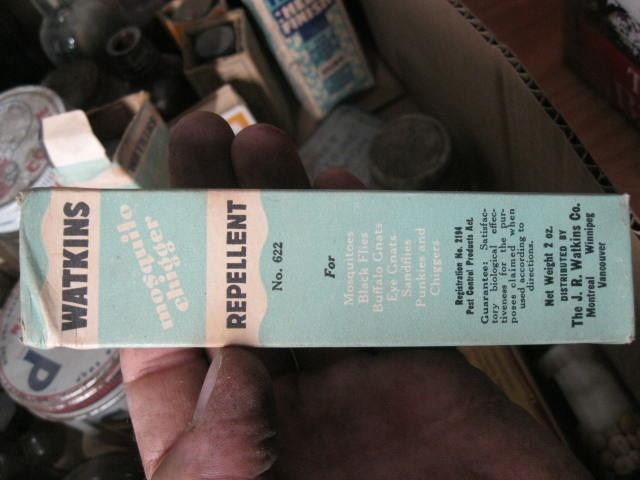 WATKINS
mosquito
chigger
REPELLENT
No. 622
For
Mosquitoes
Black Flies
Buffalo Gnats
Eye Gnats
Sandflies
Punkies and
Chiggers
Registration No. 2194
Pest Control Products Act.
Guarantee: Satisfac-
tory biological effec-
tiveness for the pur-
poses claimed when
used according to
directions.
Net Weight 2 oz.
DISTRIBUTED BY
The J. R. Watkins Co.
Montreal Winnipeg
Vancouver